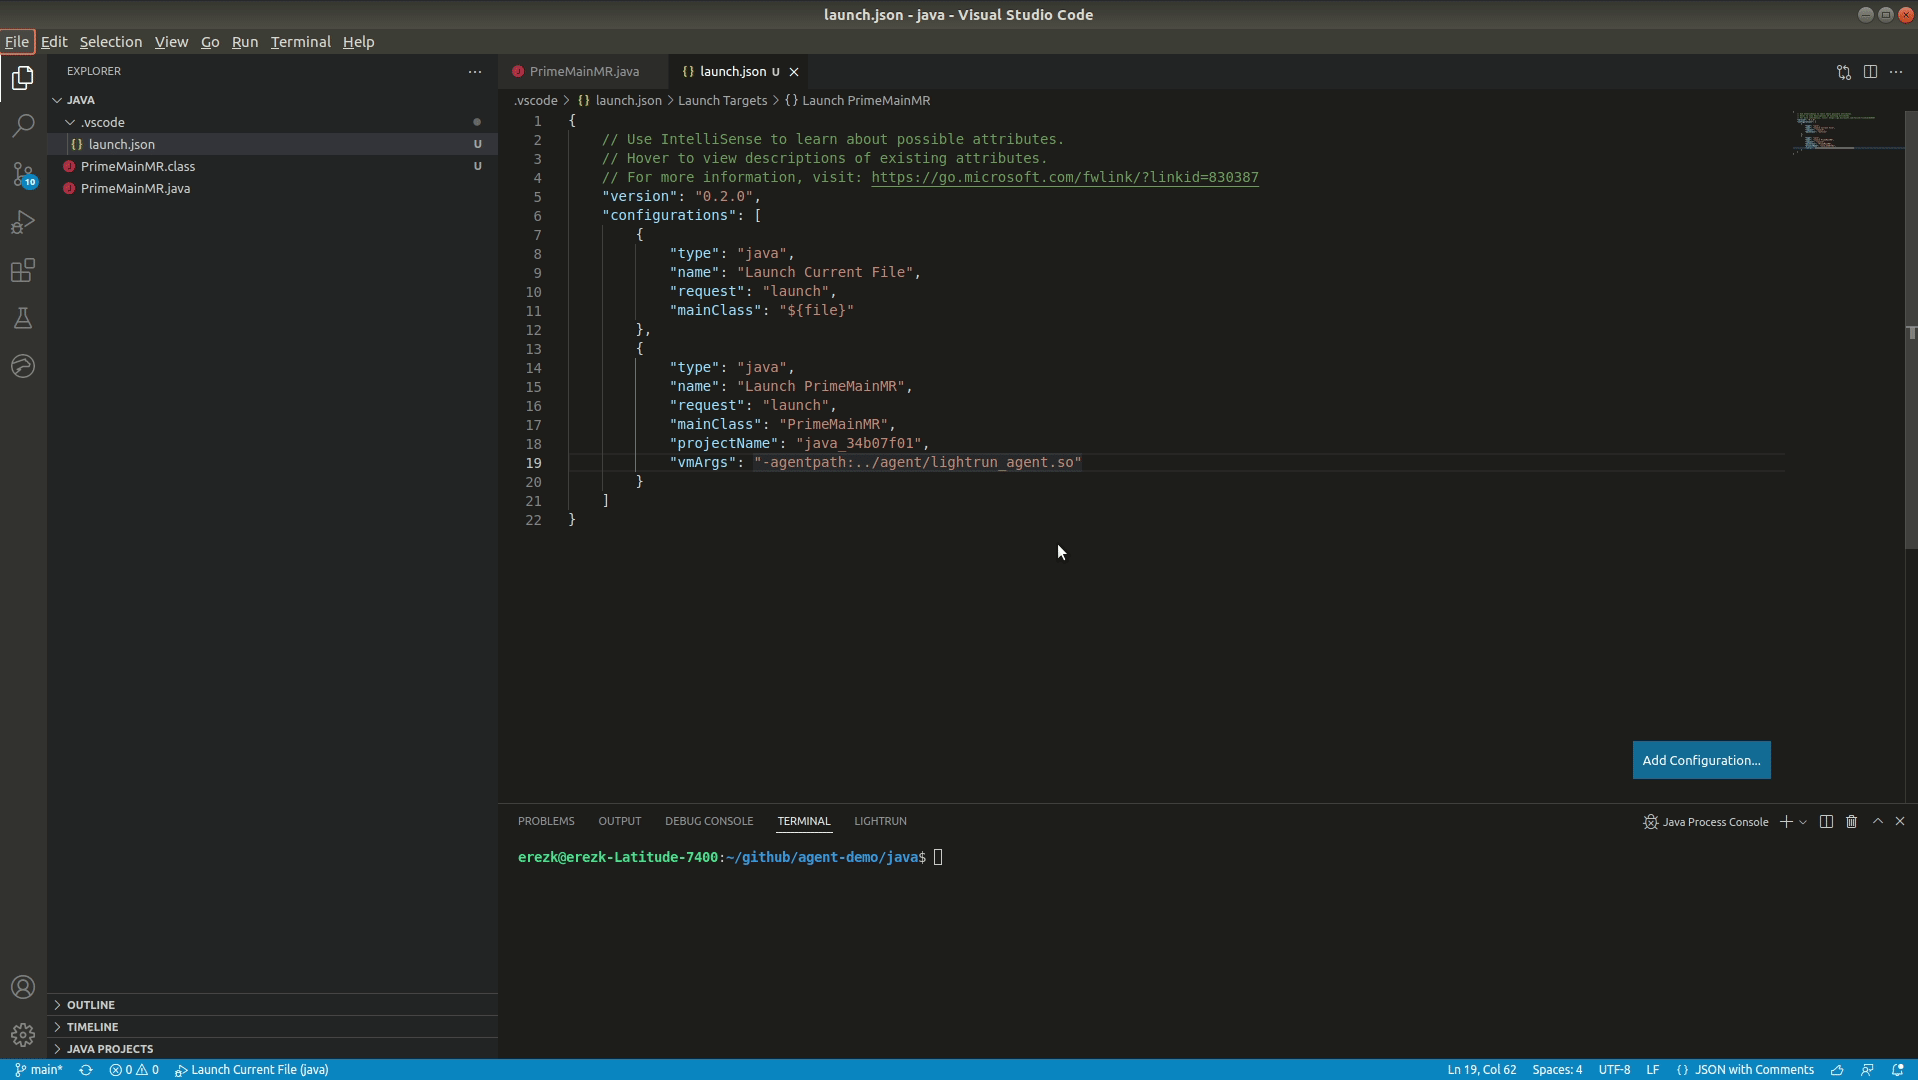 launch.json - java - Visual Studio Code
File Edit Selection View Go Run Terminal Help
EXPLORER
JAVA
.vscode
{} launch.json U
PrimeMainMR.class U
PrimeMainMR.java
10
PrimeMainMR.java
{} launch.json U
.vscode > {} launch.json > Launch Targets > {} Launch PrimeMainMR
1 {
2 // Use IntelliSense to learn about possible attributes.
3 // Hover to view descriptions of existing attributes.
4 // For more information, visit: https://go.microsoft.com/fwlink/?linkid=830387
5 "version": "0.2.0",
6 "configurations": [
7 {
8 "type": "java",
9 "name": "Launch Current File",
10 "request": "launch",
11 "mainClass": "${file}"
12 },
13 {
14 "type": "java",
15 "name": "Launch PrimeMainMR",
16 "request": "launch",
17 "mainClass": "PrimeMainMR",
18 "projectName": "java_34b07f01",
19 "vmArgs": "-agentpath:../agent/lightrun_agent.so"
20 }
21 ]
22 }
Add Configuration...
PROBLEMS OUTPUT DEBUG CONSOLE TERMINAL LIGHTRUN
Java Process Console
erezk@erezk-Latitude-7400:~/github/agent-demo/java$
OUTLINE
TIMELINE
JAVA PROJECTS
main* 0 0 Launch Current File (java)
Ln 19, Col 62 Spaces: 4 UTF-8 LF {} JSON with Comments